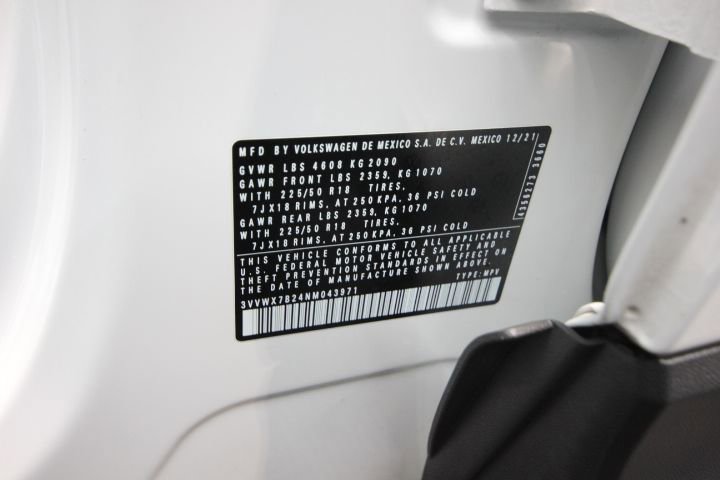 MFD BY VOLKSWAGEN DE MEXICO S.A. DE C.V. MEXICO 12/21
GVWR LBS 4608 KG 2090
GAWR FRONT LBS 2359, KG 1070
WITH 225/50 R18 TIRES,
7JX18 RIMS, AT 250 KPA, 36 PSI COLD
GAWR REAR LBS 2359, KG 1070
WITH 225/50 R18 TIRES,
7JX18 RIMS, AT 250 KPA, 36 PSI COLD
THIS VEHICLE CONFORMS TO ALL APPLICABLE
U.S. FEDERAL MOTOR VEHICLE SAFETY AND
THEFT PREVENTION STANDARDS IN EFFECT ON
THE DATE OF MANUFACTURE SHOWN ABOVE.
3VVWX7B24NM043971 TYPE: MPV
4356273 3660